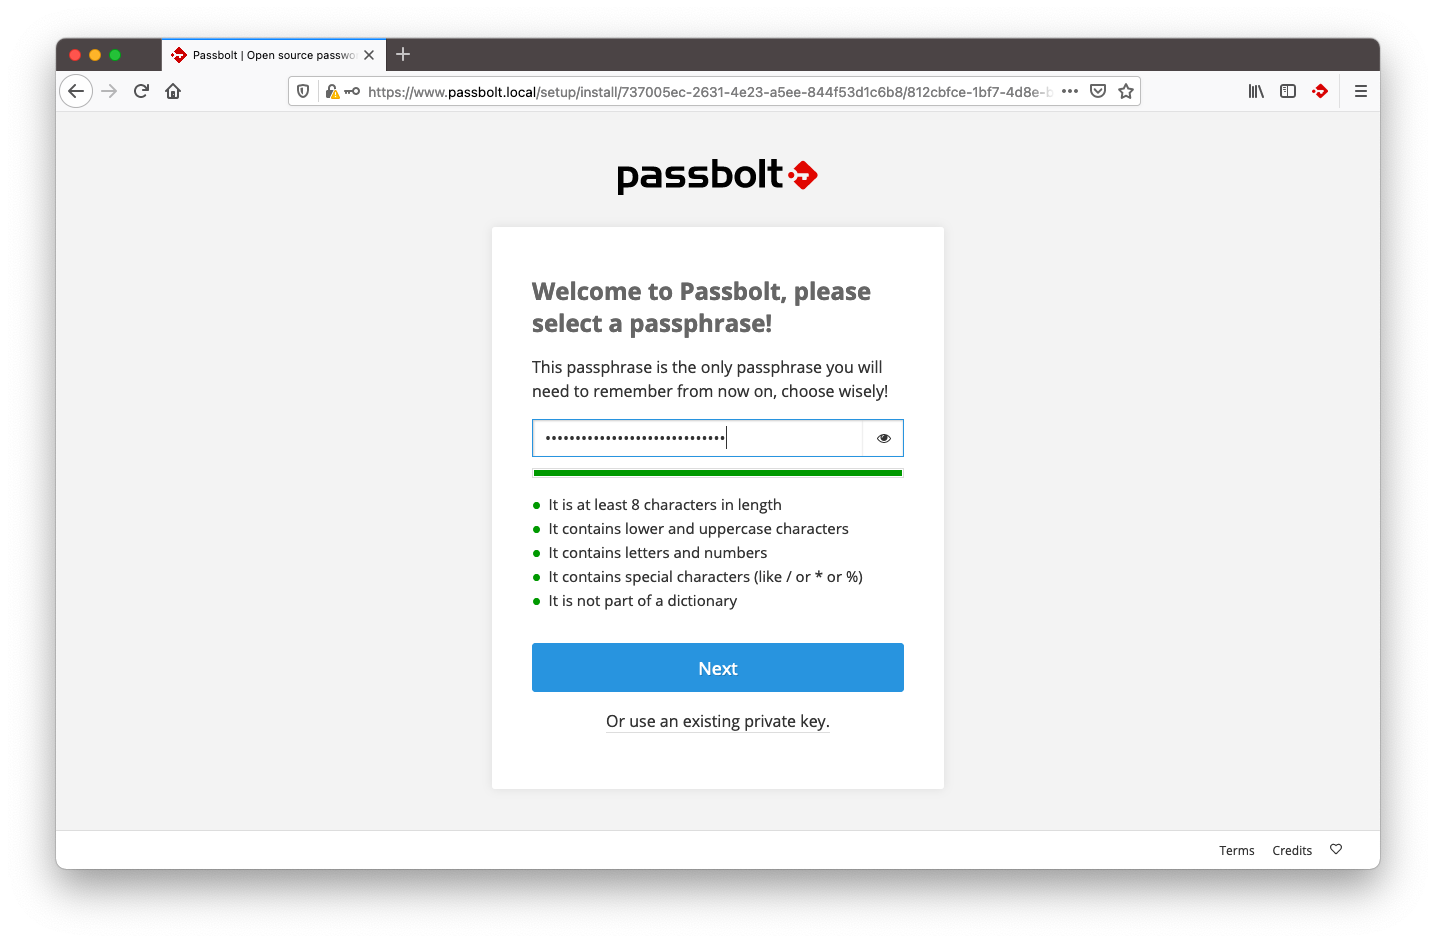 Passbolt | Open source passwo
https://www.passbolt.local/setup/install/737005ec-2631-4e23-a5ee-844f53d1c6b8/812cbfce-1bf7-4d8e-b
passbolt
Welcome to Passbolt, please
select a passphrase!
This passphrase is the only passphrase you will
need to remember from now on, choose wisely!
••••••••••••••••••••••••••••••
It is at least 8 characters in length
It contains lower and uppercase characters
It contains letters and numbers
It contains special characters (like / or * or %)
It is not part of a dictionary
Next
Or use an existing private key.
Terms Credits